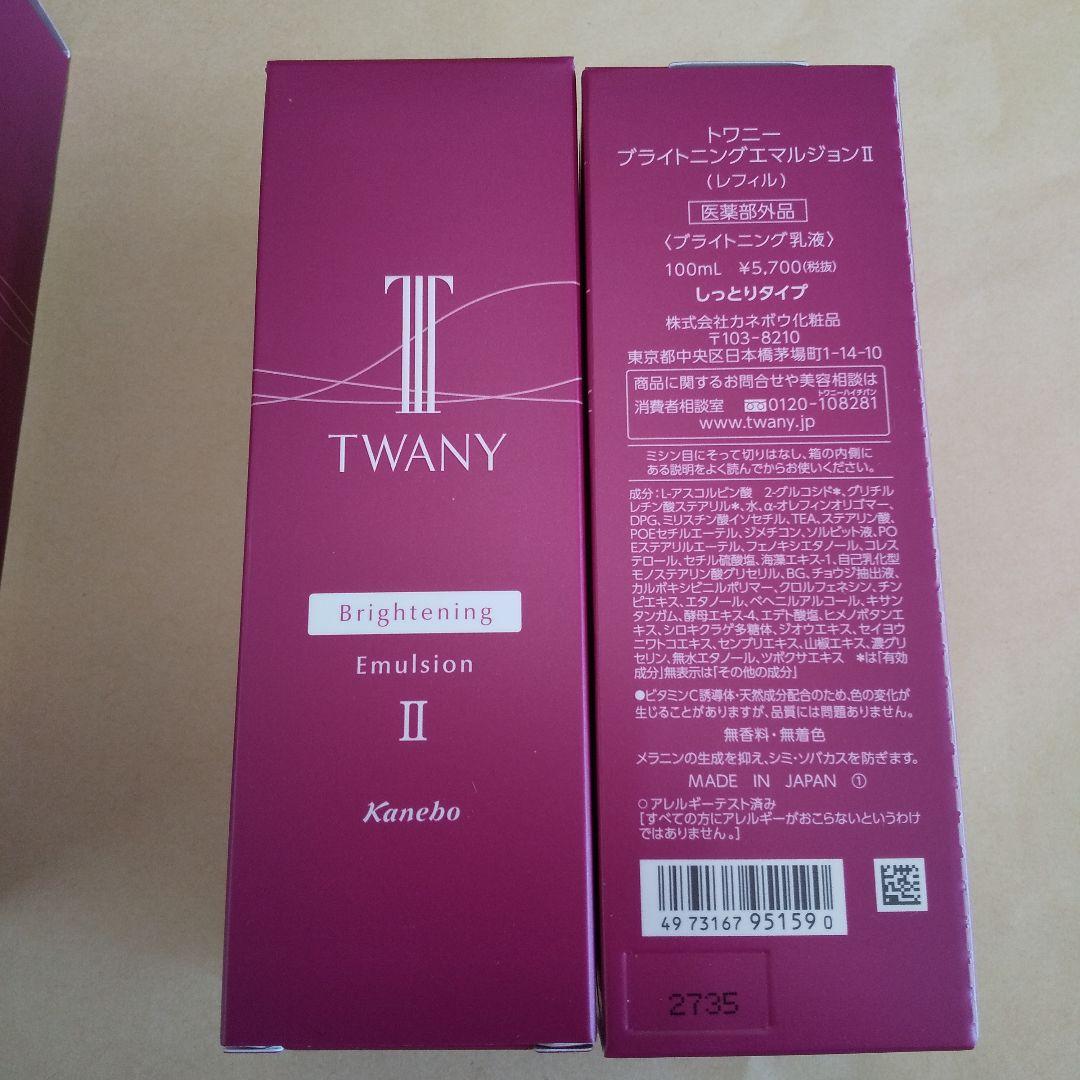 TWANY
Brightening
Emulsion
II
Kanebo
トワニー
ブライトニングエマルジョンII
(レフィル)
医薬部外品
〈ブライトニング乳液〉
100mL ¥5,700(税抜)
しっとりタイプ
株式会社カネボウ化粧品
〒103-8210
東京都中央区日本橋茅場町1-14-10
商品に関するお問合せや美容相談は
トワニーハイチバン
消費者相談室 0120-108281
www.twany.jp
ミシン目にそって切りはなし、箱の内側に
ある説明をよく読んでからお使いください。
成分:L-アスコルビン酸 2-グルコシド*、グリチル
レチン酸ステアリル*、水、α-オレフィンオリゴマー、
DPG、ミリスチン酸イソセチル、TEA、ステアリン酸、
POEセチルエーテル、ジメチコン、ソルビット液、PO
Eステアリルエーテル、フェノキシエタノール、コレス
テロール、セチル硫酸塩、海藻エキス-1、自己乳化型
モノステアリン酸グリセリル、BG、チョウジ抽出液、
カルボキシビニルポリマー、クロルフェネシン、チン
ピエキス、エタノール、ベヘニルアルコール、キサン
タンガム、酵母エキス-4、エデト酸塩、ヒメノボタンエ
キス、シロキクラゲ多糖体、ジオウエキス、セイヨウ
ニワトコエキス、センブリエキス、山椒エキス、濃グリ
セリン、無水エタノール、ツボクサエキス *は「有効
成分」無表示は「その他の成分」
●ビタミンC誘導体・天然成分配合のため、色の変化が
生じることがありますが、品質には問題ありません。
無香料・無着色
メラニンの生成を抑え、シミ・ソバカスを防ぎます。
MADE IN JAPAN ①
○アレルギーテスト済み
[すべての方にアレルギーがおこらないというわけ
ではありません。]
49 73167 95159 0
2735